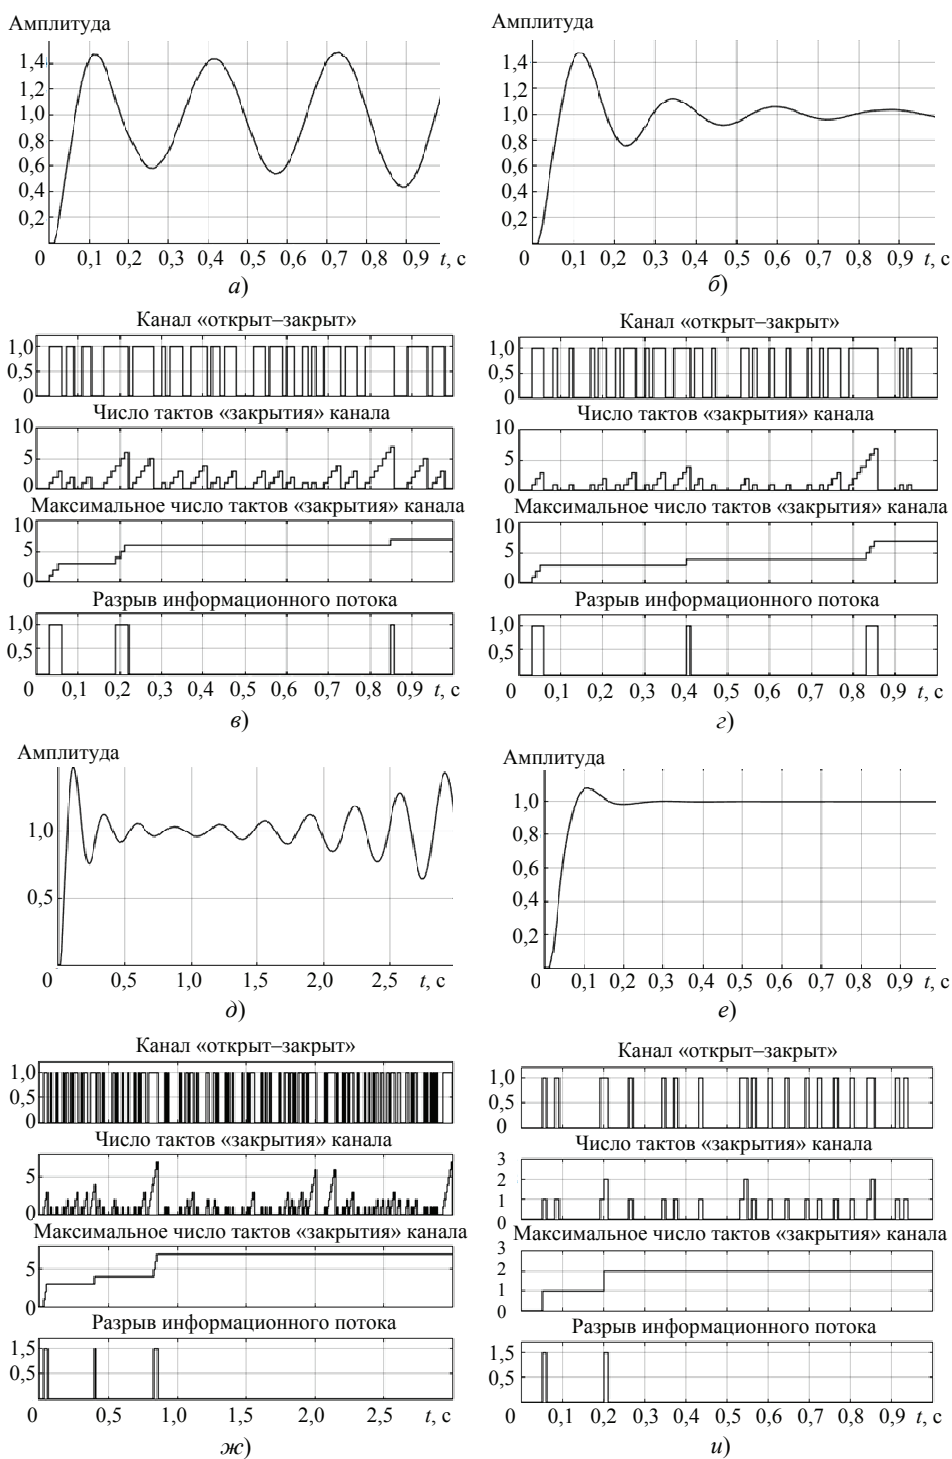 Амплитуда
1,4
1,2
1,0
0,8
0,6
0,4
0,2
0 0,1 0,2 0,3 0,4 0,5 0,6 0,7 0,8 0,9 t, с
а)
Амплитуда
1,4
1,2
1,0
0,8
0,6
0,4
0,2
0 0,1 0,2 0,3 0,4 0,5 0,6 0,7 0,8 0,9 t, с
б)
Канал «открыт–закрыт»
1,0
0,5
0
Число тактов «закрытия» канала
10
5
0
Максимальное число тактов «закрытия» канала
10
5
0
Разрыв информационного потока
1,0
0,5
0 0,1 0,2 0,3 0,4 0,5 0,6 0,7 0,8 0,9 t, с
в)
Канал «открыт–закрыт»
1,0
0,5
0
Число тактов «закрытия» канала
10
5
0
Максимальное число тактов «закрытия» канала
10
5
0
Разрыв информационного потока
1,0
0,5
0 0,1 0,2 0,3 0,4 0,5 0,6 0,7 0,8 0,9 t, с
г)
Амплитуда
1,0
0,5
0 0,5 1,0 1,5 2,0 2,5 t, с
д)
Амплитуда
1,0
0,8
0,6
0,4
0,2
0 0,1 0,2 0,3 0,4 0,5 0,6 0,7 0,8 0,9 t, с
е)
Канал «открыт–закрыт»
1,0
0,5
0
Число тактов «закрытия» канала
5
0
Максимальное число тактов «закрытия» канала
5
0
Разрыв информационного потока
1,5
0,5
0 0,5 1,0 1,5 2,0 2,5 t, с
ж)
Канал «открыт–закрыт»
1,0
0,5
0
Число тактов «закрытия» канала
3
2
1
0
Максимальное число тактов «закрытия» канала
3
2
1
0
Разрыв информационного потока
1,5
0,5
0 0,1 0,2 0,3 0,4 0,5 0,6 0,7 0,8 0,9 t, с
и)